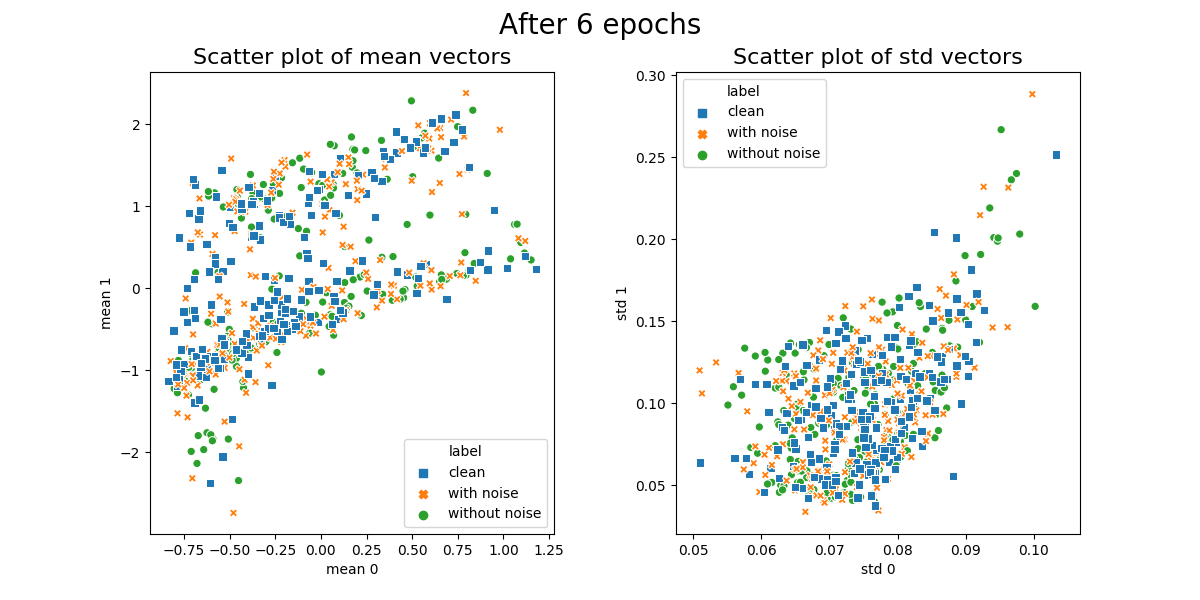 After 6 epochs
Scatter plot of mean vectors
2
1
0
−1
−2
mean 1
−0.75
−0.50
−0.25
0.00
0.25
0.50
0.75
1.00
1.25
mean 0
label
clean
with noise
without noise
Scatter plot of std vectors
0.30
0.25
0.20
0.15
0.10
0.05
std 1
0.05
0.06
0.07
0.08
0.09
0.10
std 0
label
clean
with noise
without noise